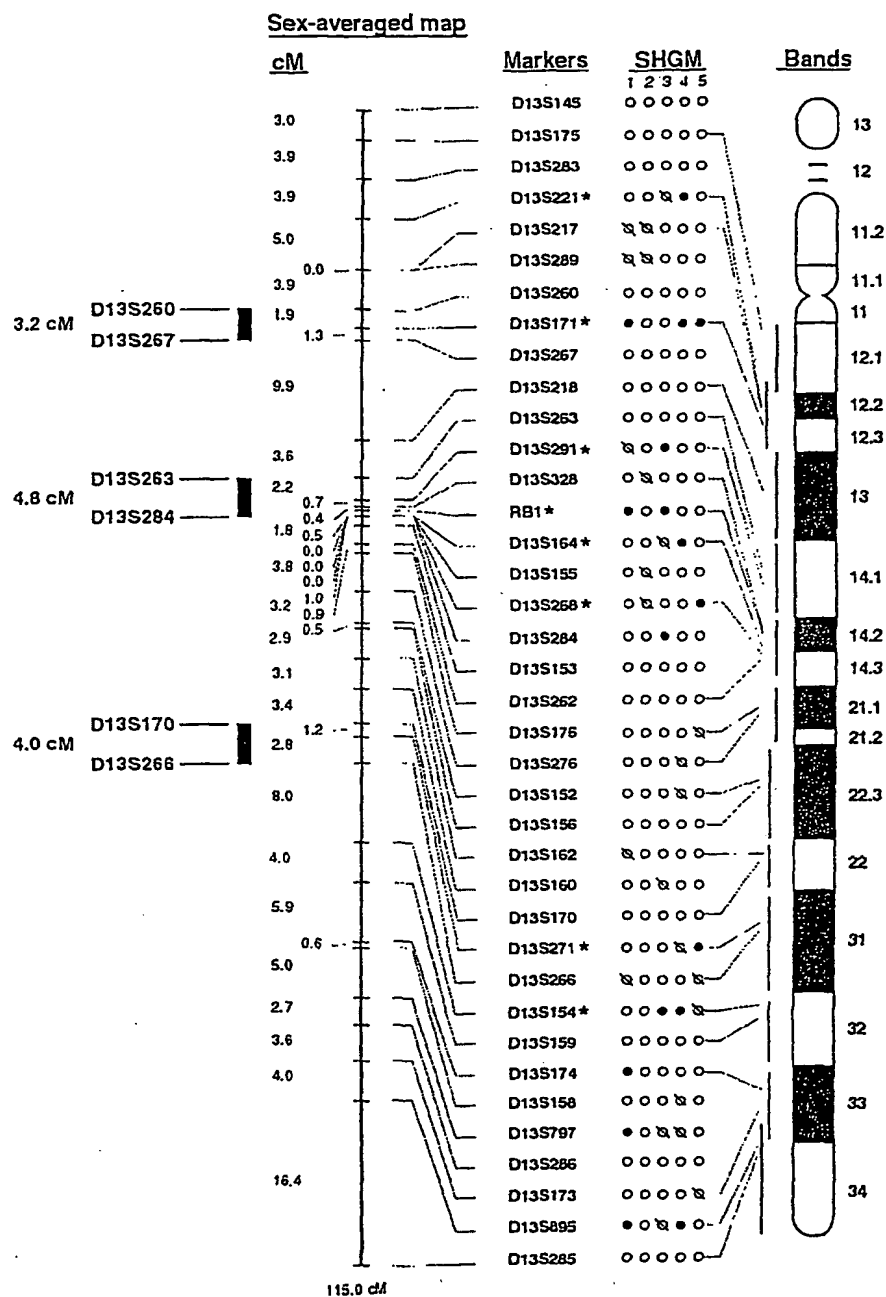 Sex-averaged map
cM Markers SHGM Bands
1 2 3 4 5
D13S145
3.0
13
D13S175
3.9
D13S283
12
3.9
D13S221*
5.0
D13S217
11.2
0.0
D13S289
3.9
11.1
D13S260
D13S260
1.9
11
3.2 cM
D13S171*
1.3
D13S267
D13S267
12.1
9.9
D13S218
12.2
D13S263
12.3
3.6
D13S291*
D13S263
2.2
D13S328
13
4.8 cM
0.7
RB1*
D13S284
0.4
1.8
0.5
D13S164*
0.0
3.8
0.0
D13S155
14.1
0.0
1.0
3.2
D13S268*
0.9
0.5
2.9
D13S284
14.2
D13S153
14.3
3.1
D13S262
3.4
21.1
D13S170
1.2
D13S176
21.2
4.0 cM
2.8
D13S276
D13S266
8.0
D13S152
22.3
D13S156
4.0
D13S162
22
D13S160
5.9
D13S170
0.6
D13S271*
31
5.0
D13S266
2.7
D13S154*
32
3.6
D13S159
4.0
D13S174
D13S158
33
D13S797
D13S286
16.4
D13S173
34
D13S895
D13S285
115.0 cM